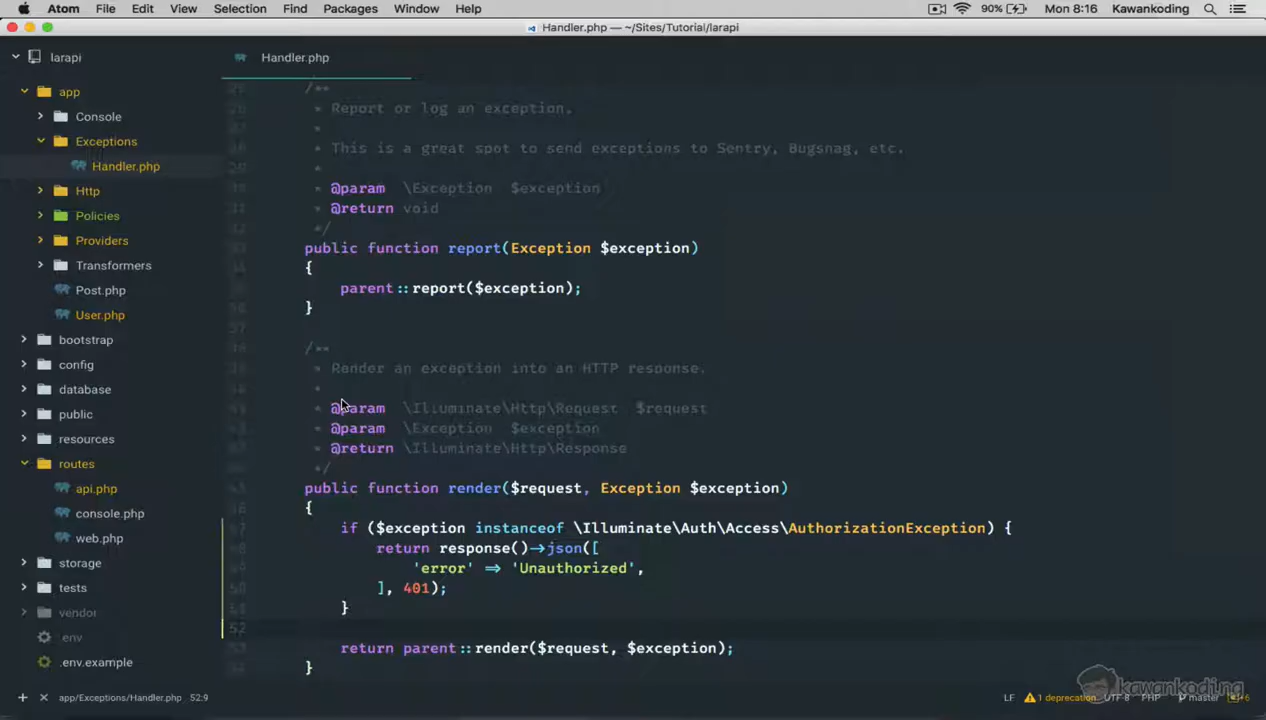 Atom File Edit View Selection Find Packages Window Help 90% Mon 8:16 Kawankoding
Handler.php — ~/Sites/Tutorial/larapi
larapi
Handler.php
app
Console
Exceptions
Handler.php
Http
Policies
Providers
Transformers
Post.php
User.php
bootstrap
config
database
public
resources
routes
api.php
console.php
web.php
storage
tests
vendor
.env
.env.example
/**
* Report or log an exception.
*
* This is a great spot to send exceptions to Sentry, Bugsnag, etc.
*
* @param \Exception $exception
* @return void
*/
public function report(Exception $exception)
{
parent::report($exception);
}
/**
* Render an exception into an HTTP response.
*
* @param \Illuminate\Http\Request $request
* @param \Exception $exception
* @return \Illuminate\Http\Response
*/
public function render($request, Exception $exception)
{
if ($exception instanceof \Illuminate\Auth\Access\AuthorizationException) {
return response()->json([
'error' => 'Unauthorized',
], 401);
}
52
return parent::render($request, $exception);
}
app/Exceptions/Handler.php 52:9 LF 1 deprecation UTF-8 PHP master +6
kawankoding